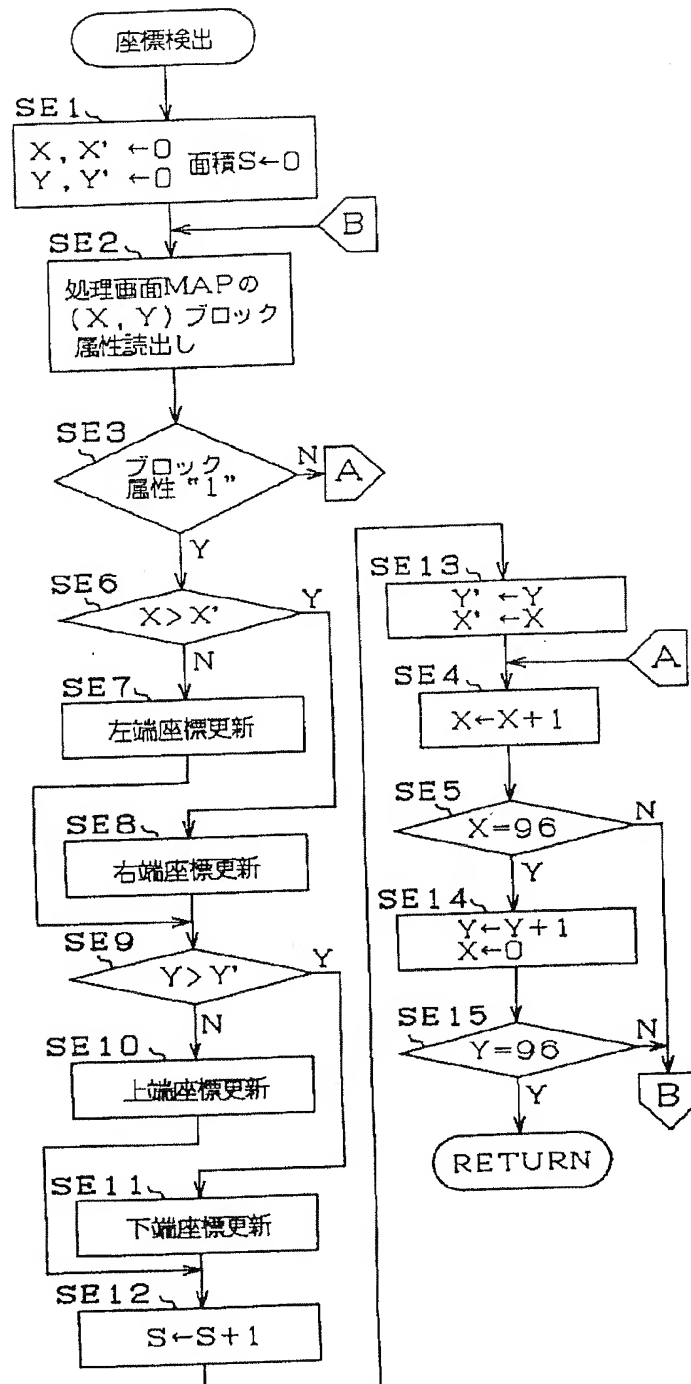 座標検出
SE1
X, X' ←0
Y, Y' ←0
面積S←0
B
SE2
処理画面MAPの
(X, Y) ブロック
属性読出し
SE3
ブロック
属性 "1"
N
A
Y
SE6
X>X'
Y
N
SE7
左端座標更新
SE8
右端座標更新
SE9
Y>Y'
Y
N
SE10
上端座標更新
SE11
下端座標更新
SE12
S←S+1
SE13
Y' ←Y
X' ←X
A
SE4
X←X+1
SE5
X=96
N
Y
SE14
Y←Y+1
X←0
SE15
Y=96
N
Y
B
RETURN